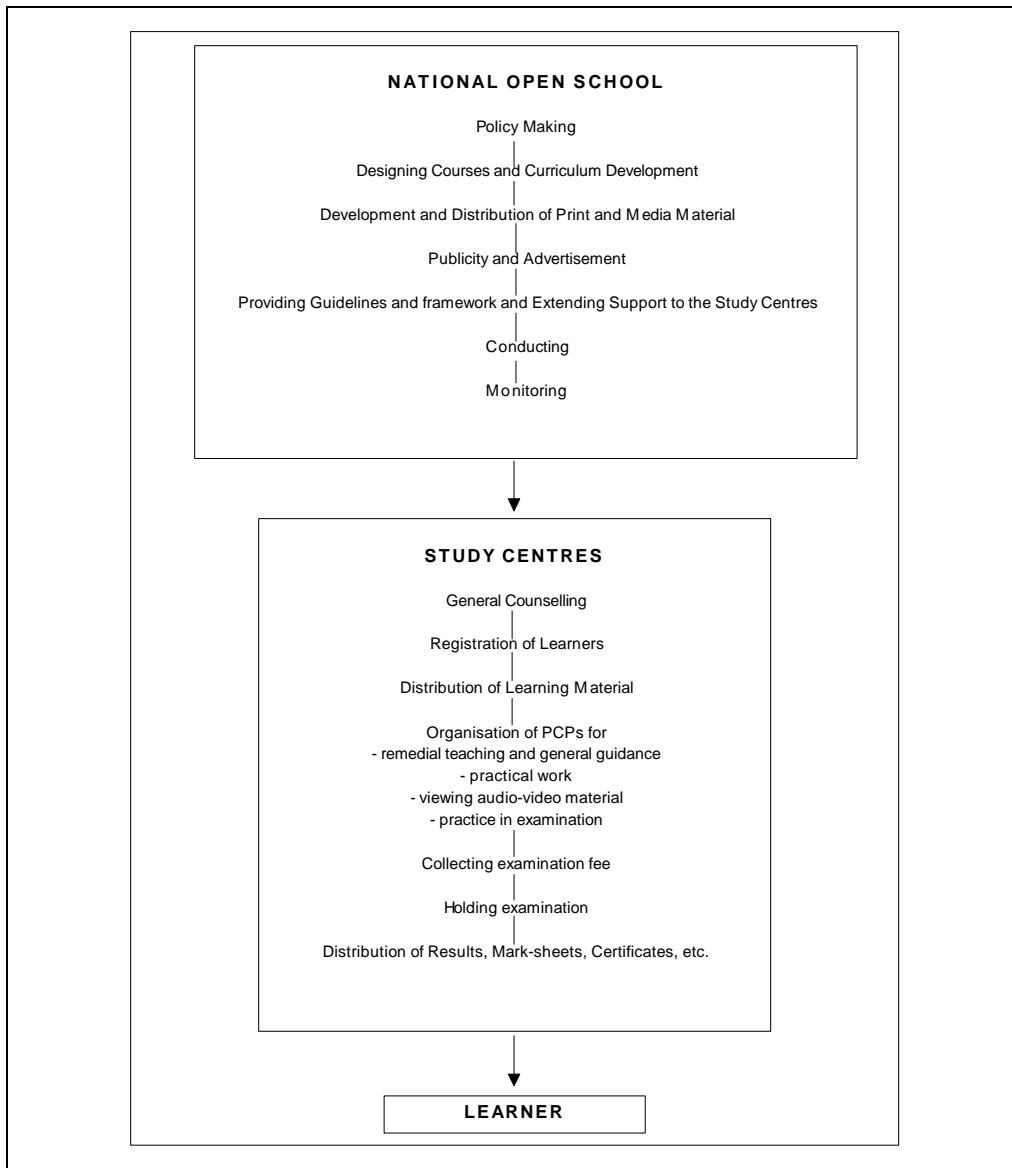 NATIONAL OPEN SCHOOL
Policy Making
Designing Courses and Curriculum Development
Development and Distribution of Print and Media Material
Publicity and Advertisement
Providing Guidelines and framework and Extending Support to the Study Centres
Conducting
Monitoring
STUDY CENTRES
General Counselling
Registration of Learners
Distribution of Learning Material
Organisation of PCPs for
- remedial teaching and general guidance
- practical work
- viewing audio-video material
- practice in examination
Collecting examination fee
Holding examination
Distribution of Results, Mark-sheets, Certificates, etc.
LEARNER